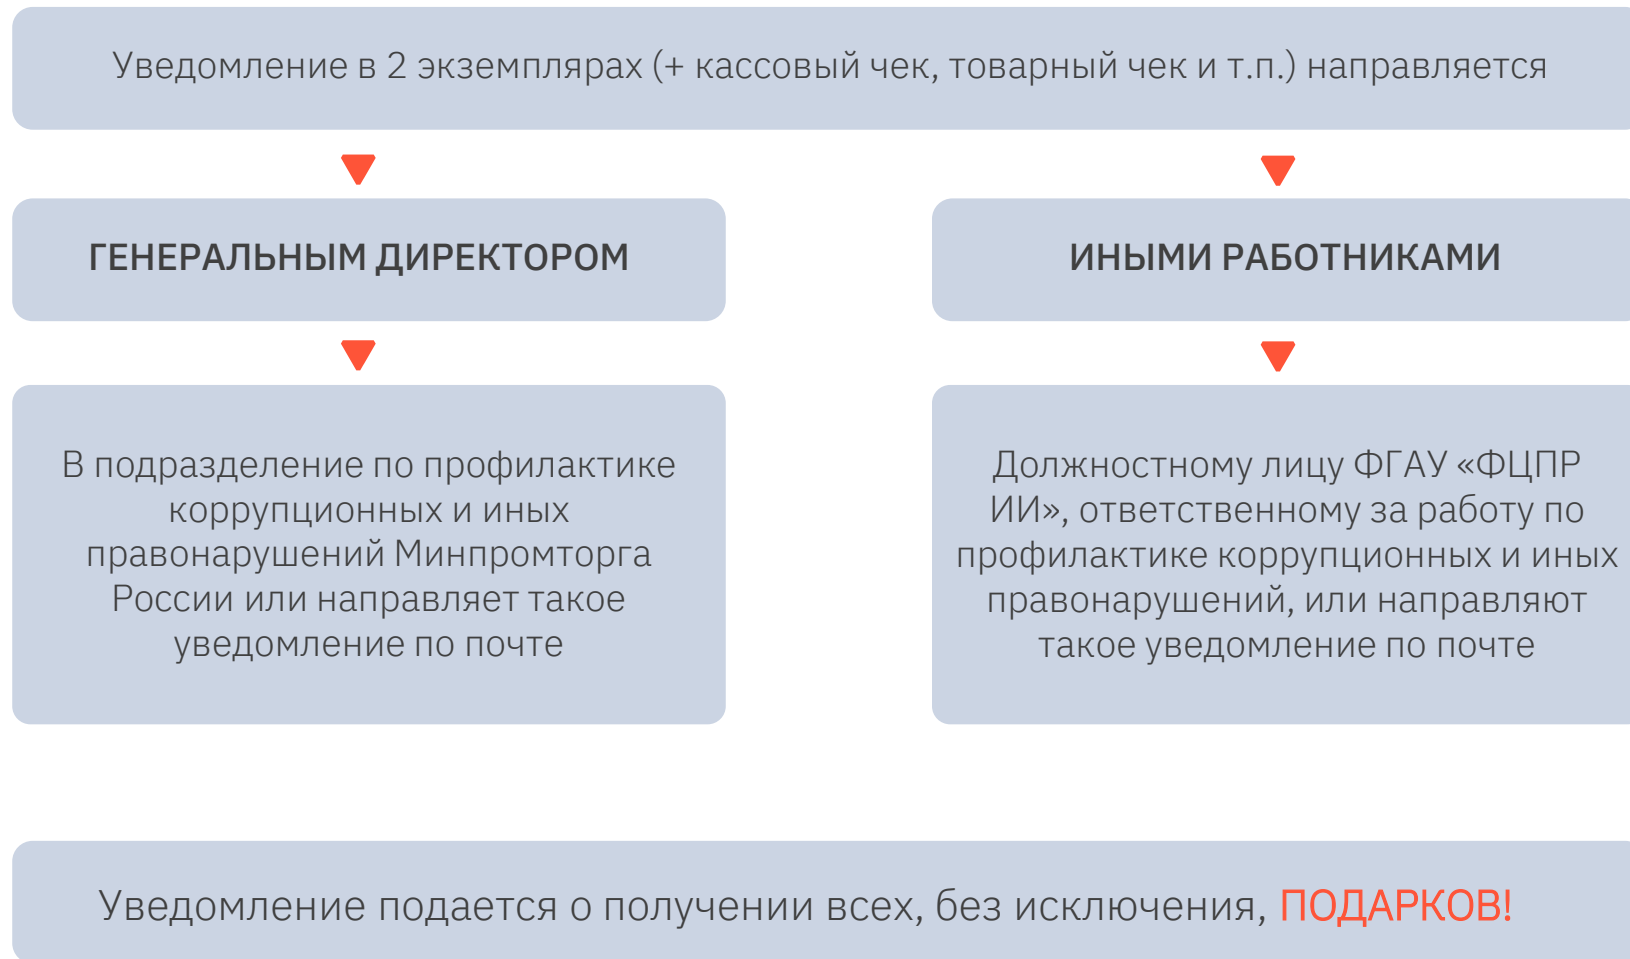 Уведомление в 2 экземплярах (+ кассовый чек, товарный чек и т.п.) направляется
ГЕНЕРАЛЬНЫМ ДИРЕКТОРОМ
В подразделение по профилактике
коррупционных и иных
правонарушений Минпромторга
России или направляет такое
уведомление по почте
ИНЫМИ РАБОТНИКАМИ
Должностному лицу ФГАУ «ФЦПР
ИИ», ответственному за работу по
профилактике коррупционных и иных
правонарушений, или направляют
такое уведомление по почте
Уведомление подается о получении всех, без исключения, ПОДАРКОВ!